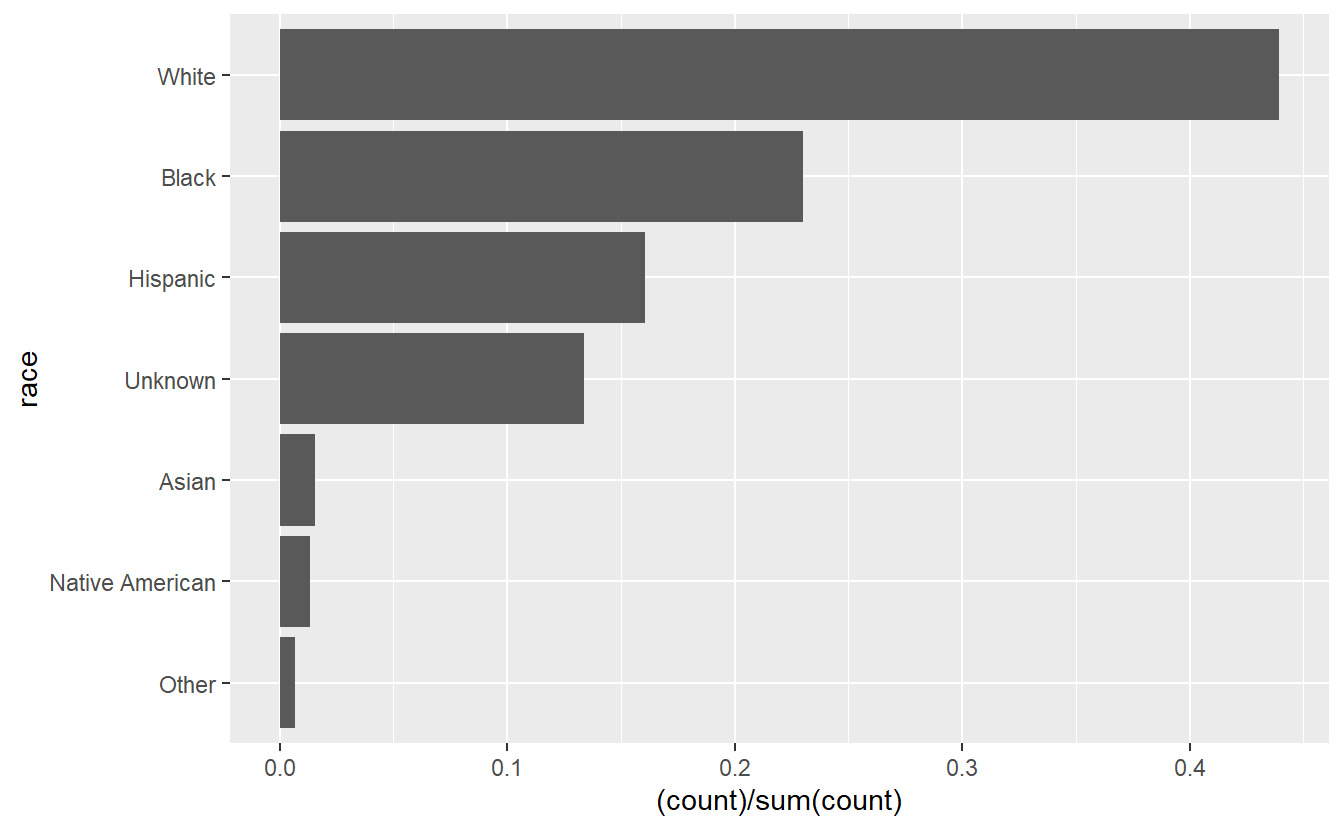 White
Black
Hispanic
Unknown
Asian
Native American
Other
race
0.0 0.1 0.2 0.3 0.4
(count)/sum(count)